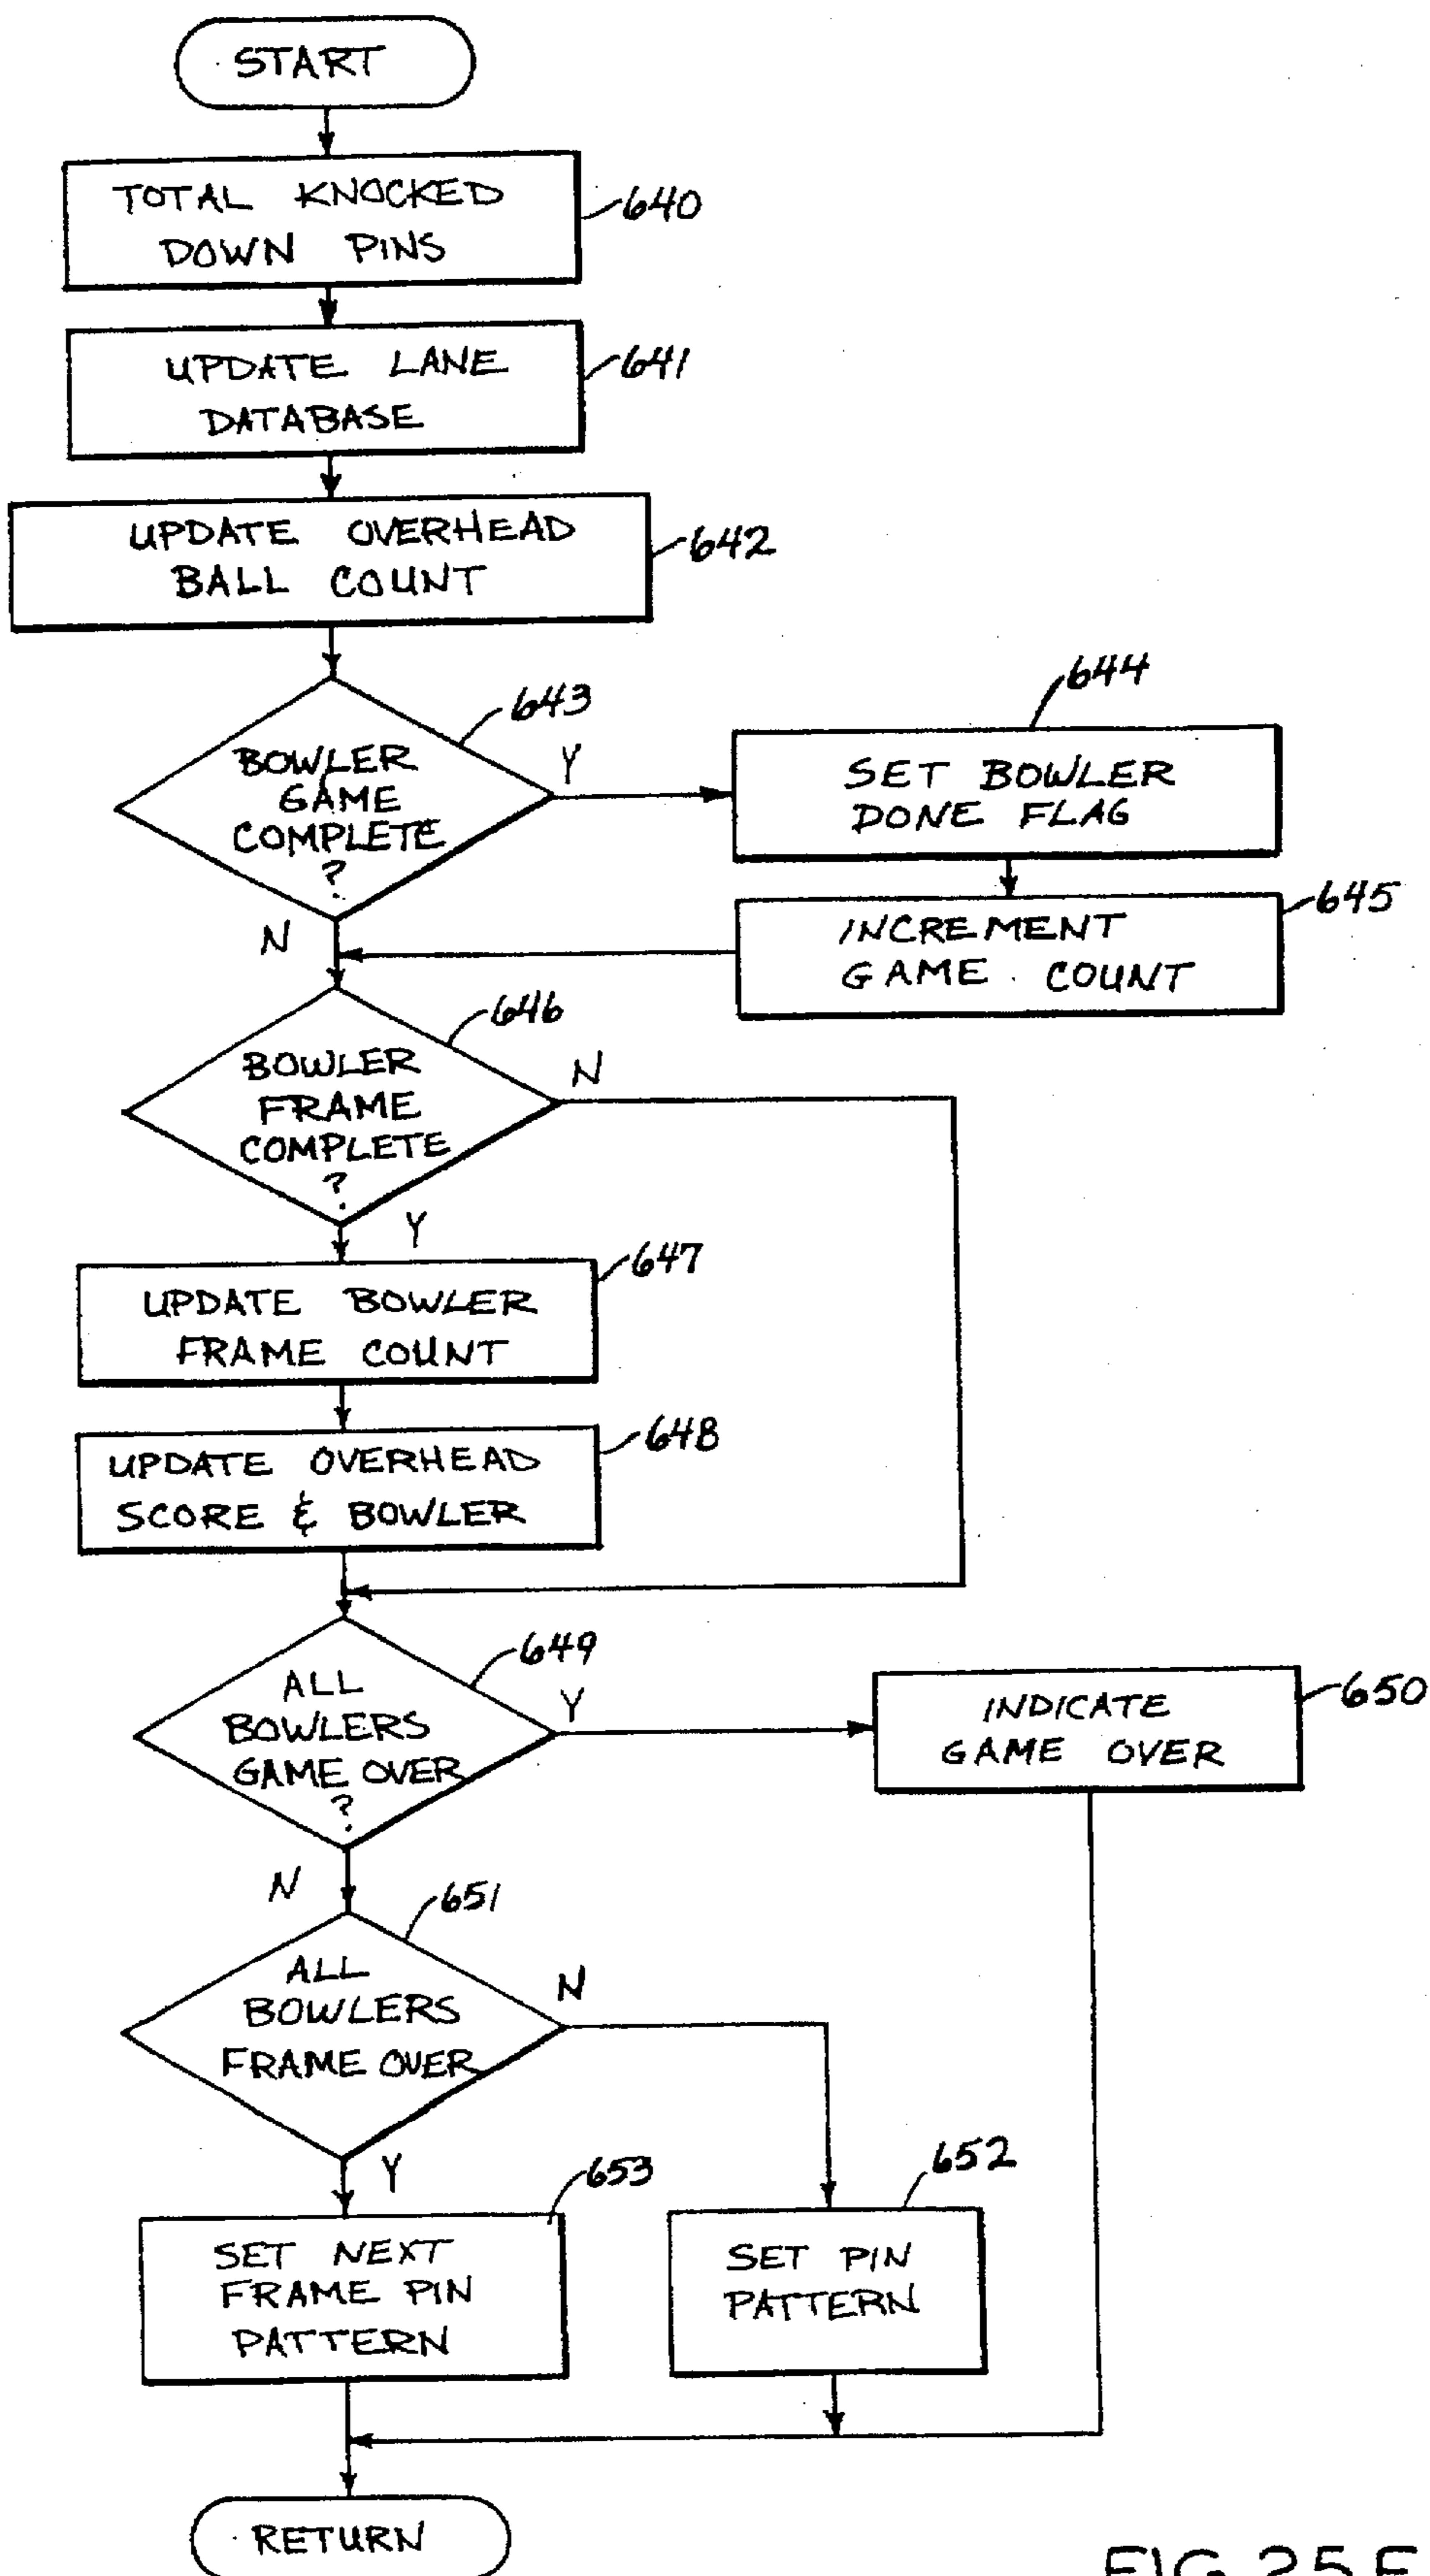 START
TOTAL KNOCKED
DOWN PINS
640
UPDATE LANE
DATABASE
641
UPDATE OVERHEAD
BALL COUNT
642
BOWLER
GAME
COMPLETE
?
643
Y
N
SET BOWLER
DONE FLAG
644
INCREMENT
GAME COUNT
645
BOWLER
FRAME
COMPLETE
?
646
N
Y
UPDATE BOWLER
FRAME COUNT
647
UPDATE OVERHEAD
SCORE & BOWLER
648
ALL
BOWLERS
GAME OVER
?
649
Y
N
INDICATE
GAME OVER
650
ALL
BOWLERS
FRAME OVER
651
N
Y
SET NEXT
FRAME PIN
PATTERN
653
SET PIN
PATTERN
652
RETURN